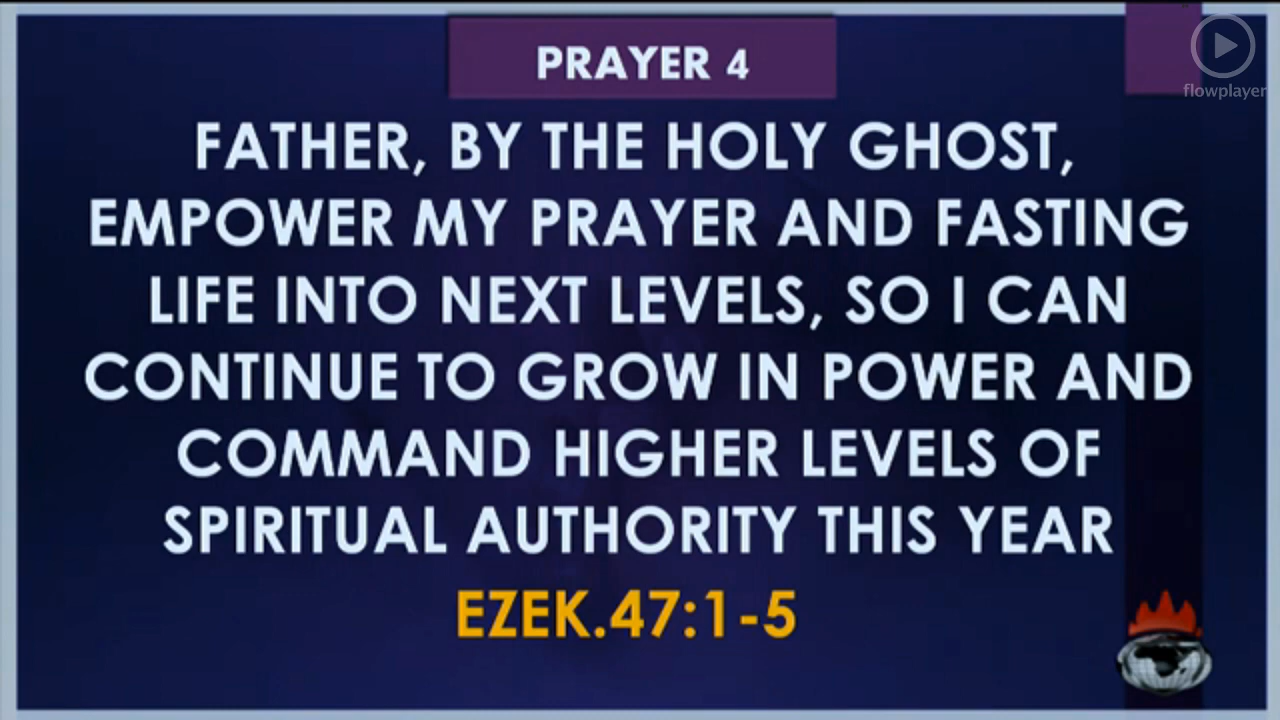 PRAYER 4
flowplayer
FATHER, BY THE HOLY GHOST,
EMPOWER MY PRAYER AND FASTING
LIFE INTO NEXT LEVELS, SO I CAN
CONTINUE TO GROW IN POWER AND
COMMAND HIGHER LEVELS OF
SPIRITUAL AUTHORITY THIS YEAR
EZEK.47:1-5